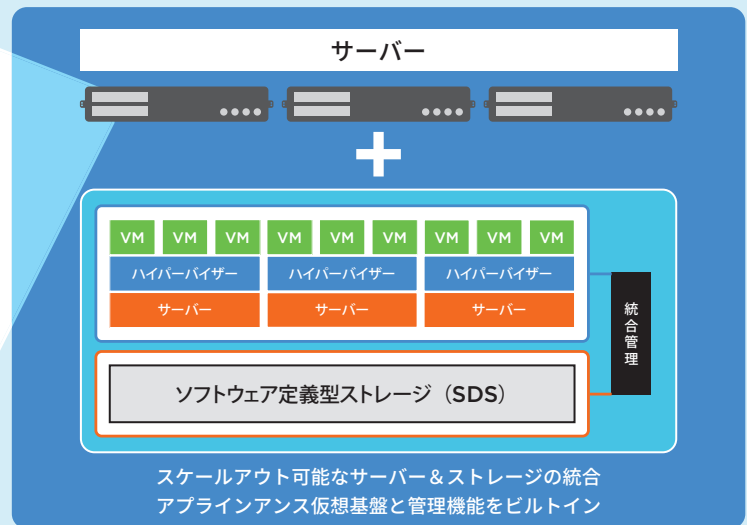 サーバー
VM VM VM VM VM VM VM VM VM
ハイパーバイザー ハイパーバイザー ハイパーバイザー
サーバー サーバー サーバー
統合管理
ソフトウェア定義型ストレージ（SDS）
スケールアウト可能なサーバー＆ストレージの統合
アプラインアンス仮想基盤と管理機能をビルトイン